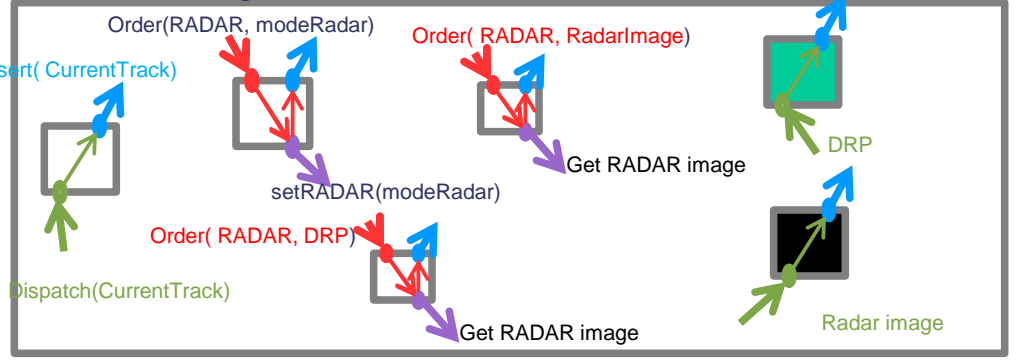 Order(RADAR, modeRadar)
Order( RADAR, RadarImage)
sert( CurrentTrack)
DRP
Get RADAR image
setRADAR(modeRadar)
Order( RADAR, DRP)
Dispatch(CurrentTrack)
Radar image
Get RADAR image